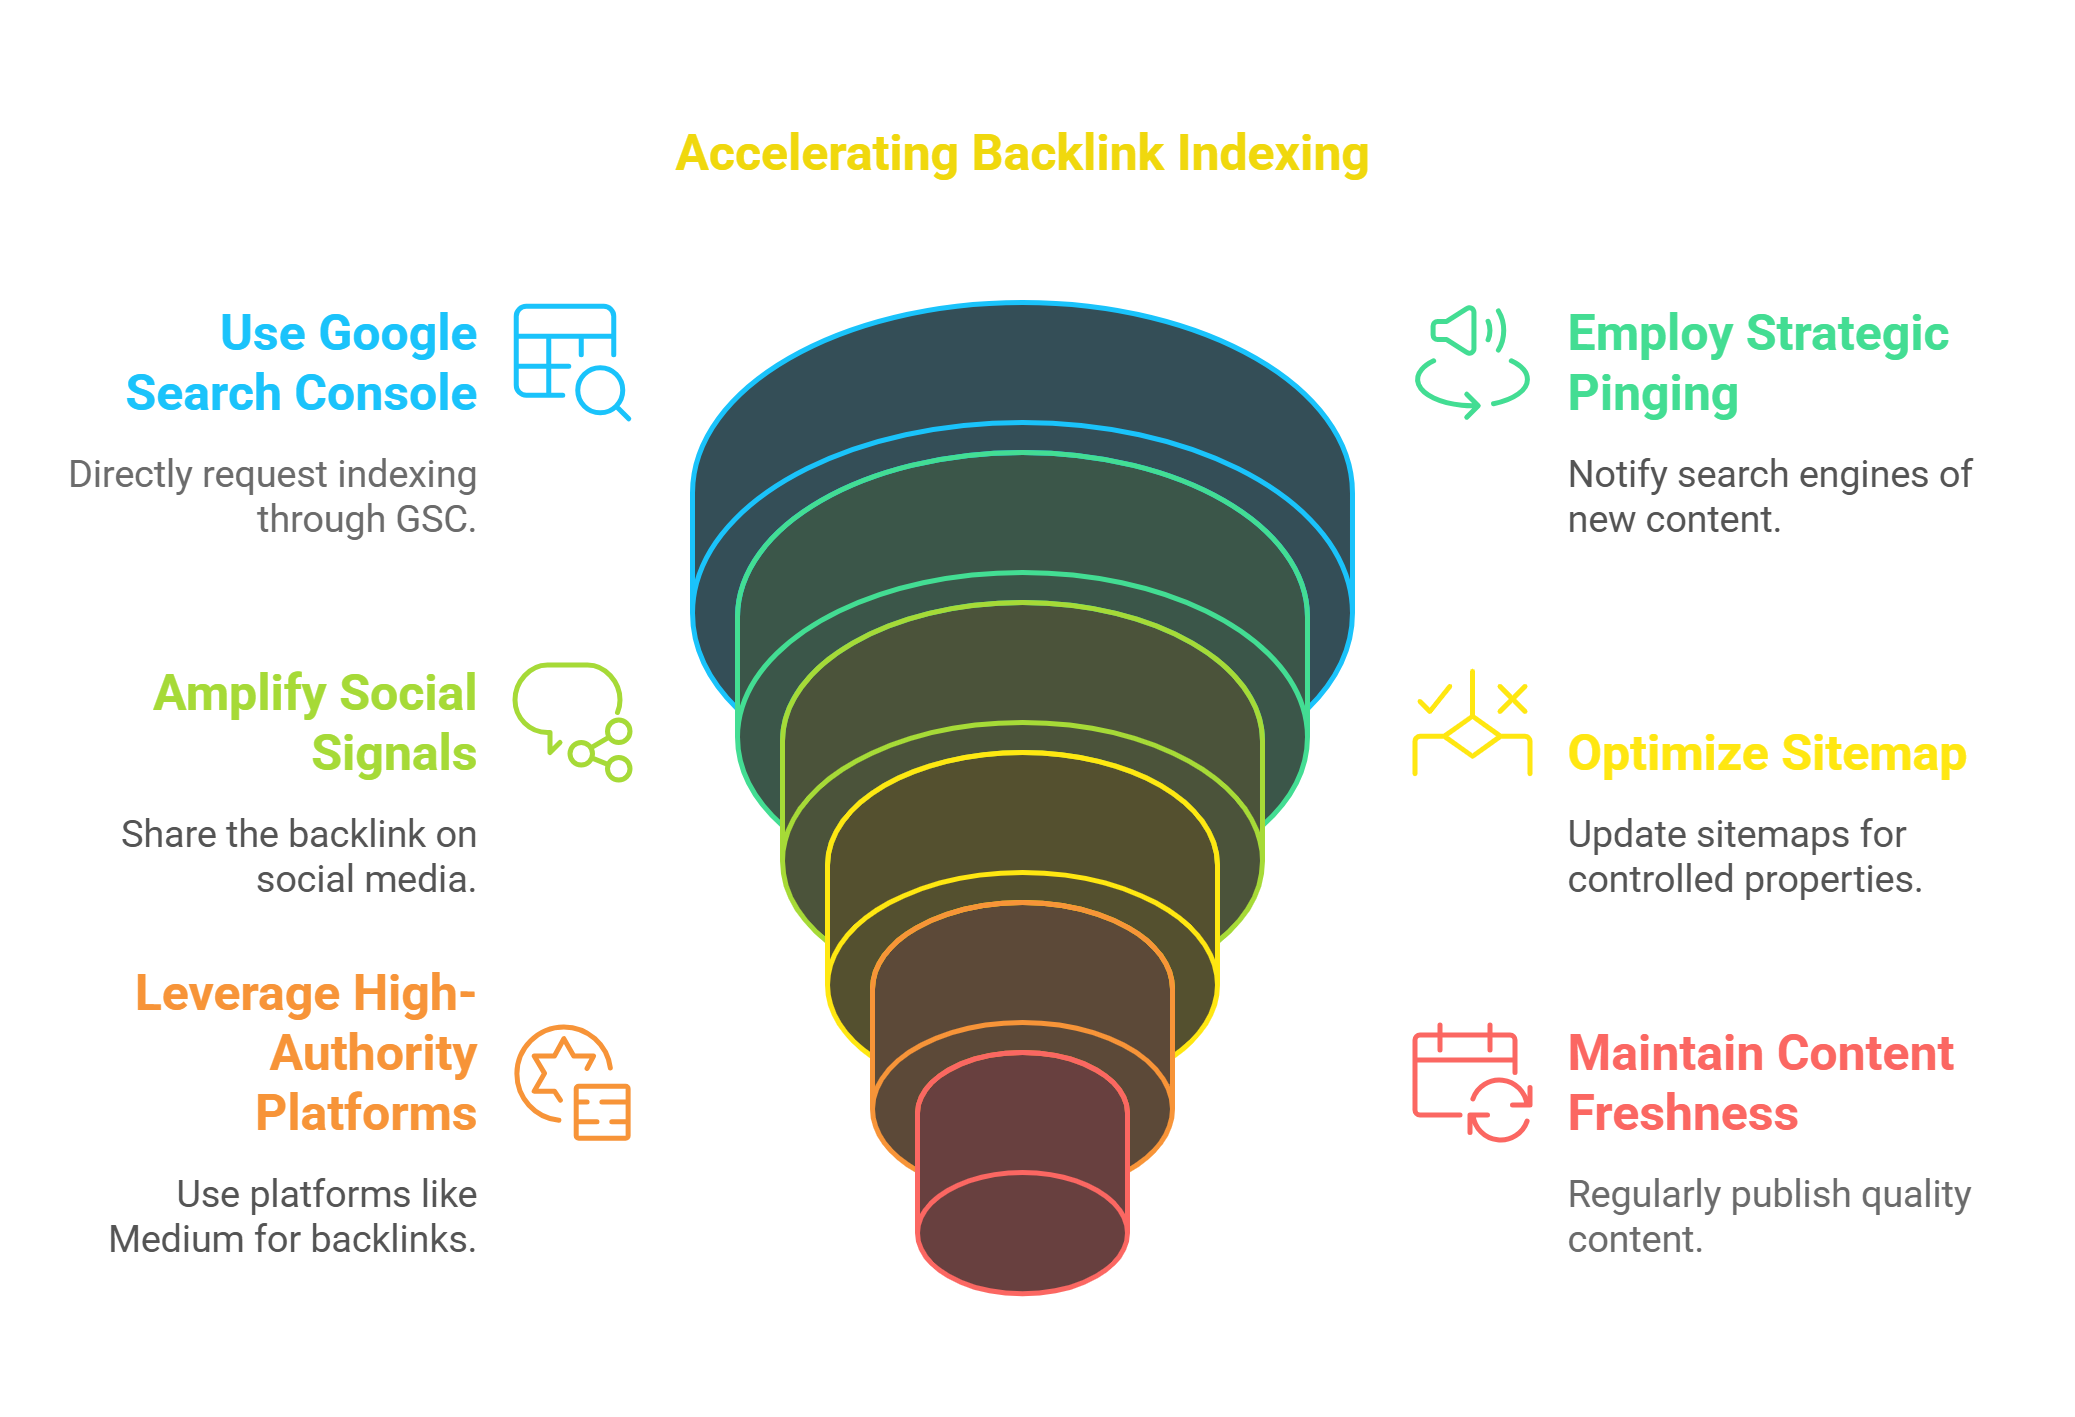 Accelerating Backlink Indexing
Use Google
Search Console
Directly request indexing
through GSC.
Employ Strategic
Pinging
Notify search engines of
new content.
Amplify Social
Signals
Share the backlink on
social media.
Optimize Sitemap
Update sitemaps for
controlled properties.
Leverage High-
Authority
Platforms
Use platforms like
Medium for backlinks.
Maintain Content
Freshness
Regularly publish quality
content.